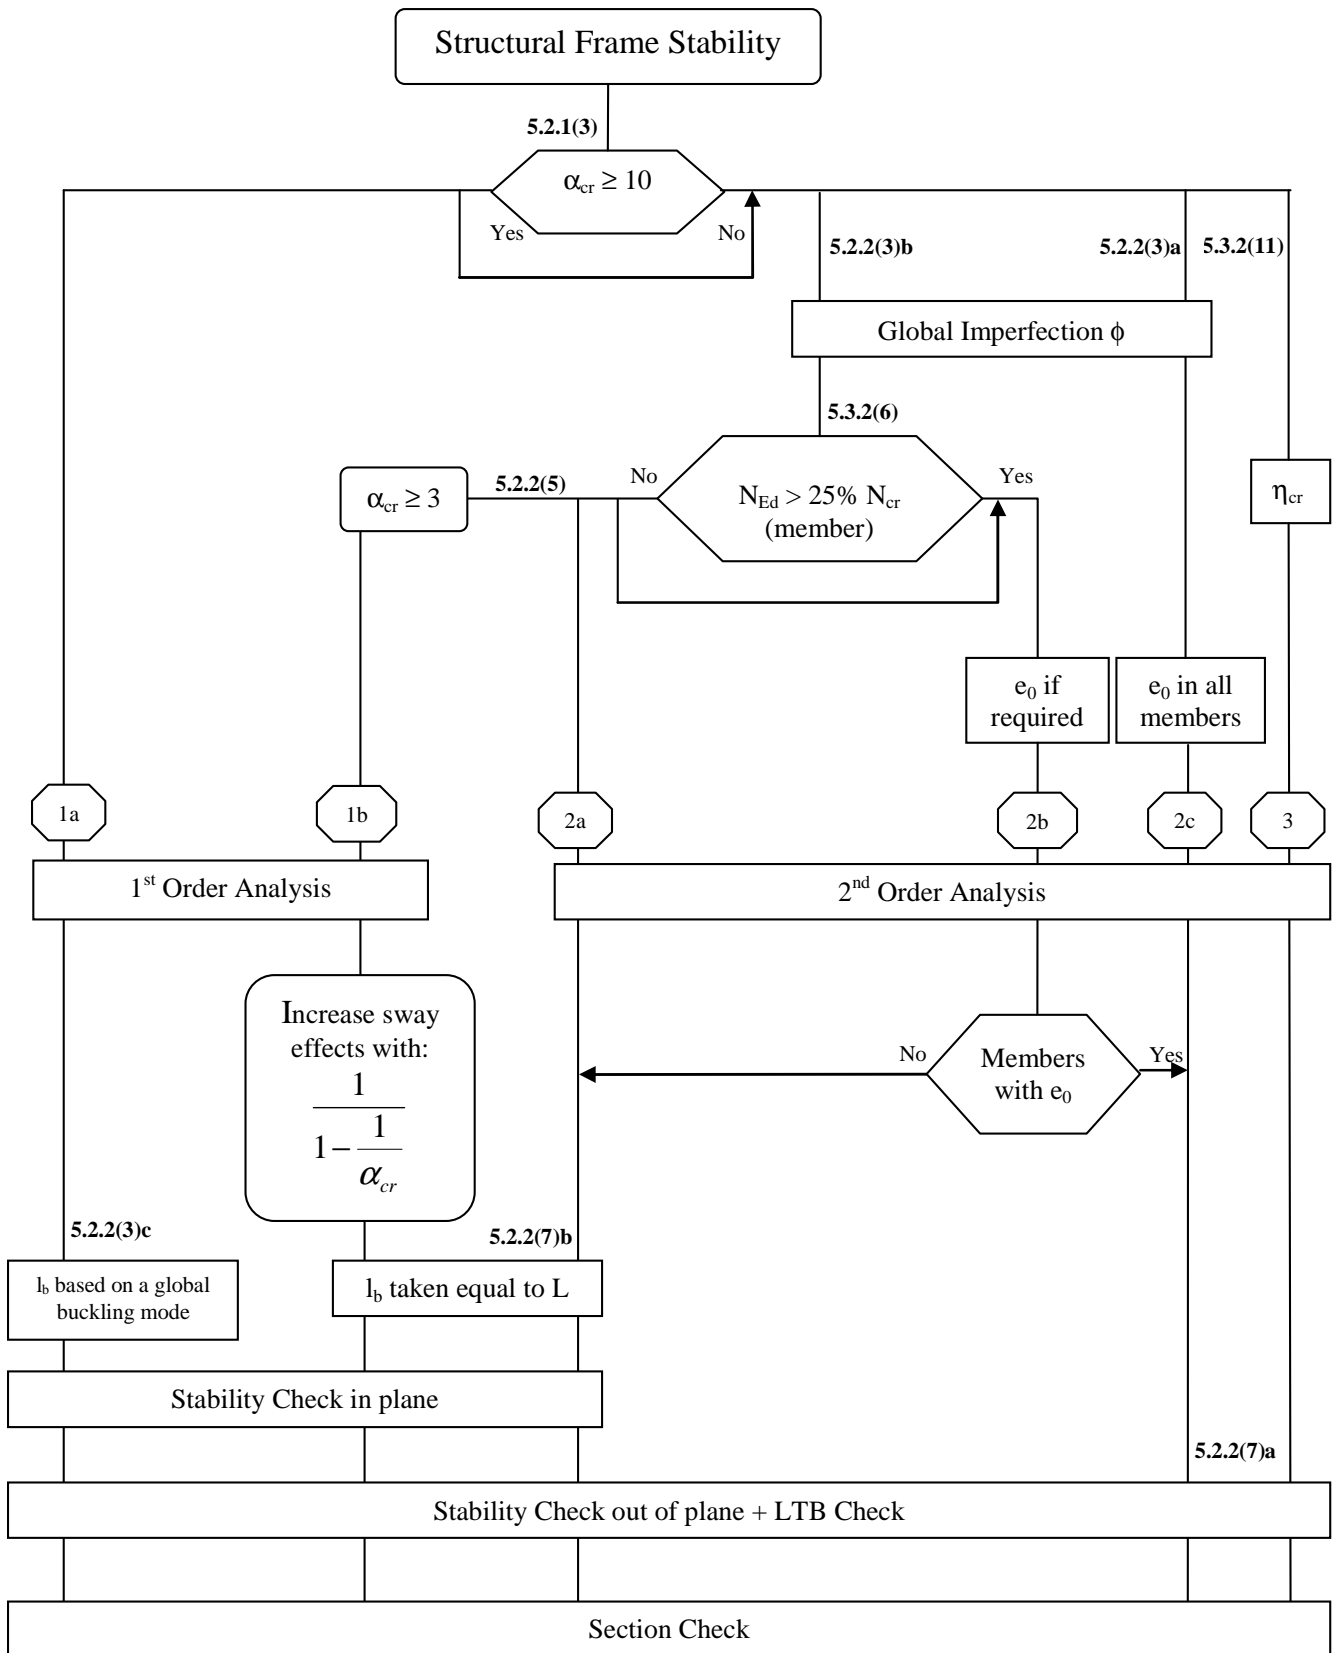 Structural Frame Stability
5.2.1(3)
αcr ≥ 10
Yes
No
5.2.2(3)b
5.2.2(3)a
5.3.2(11)
Global Imperfection ϕ
5.3.2(6)
αcr ≥ 3
5.2.2(5)
No
NEd > 25% Ncr
(member)
Yes
ηcr
e0 if
required
e0 in all
members
1a
1b
2a
2b
2c
3
1st Order Analysis
2nd Order Analysis
Increase sway
effects with:
1
1 − 1
αcr
No
Members
with e0
Yes
5.2.2(3)c
5.2.2(7)b
lb based on a global
buckling mode
lb taken equal to L
Stability Check in plane
5.2.2(7)a
Stability Check out of plane + LTB Check
Section Check